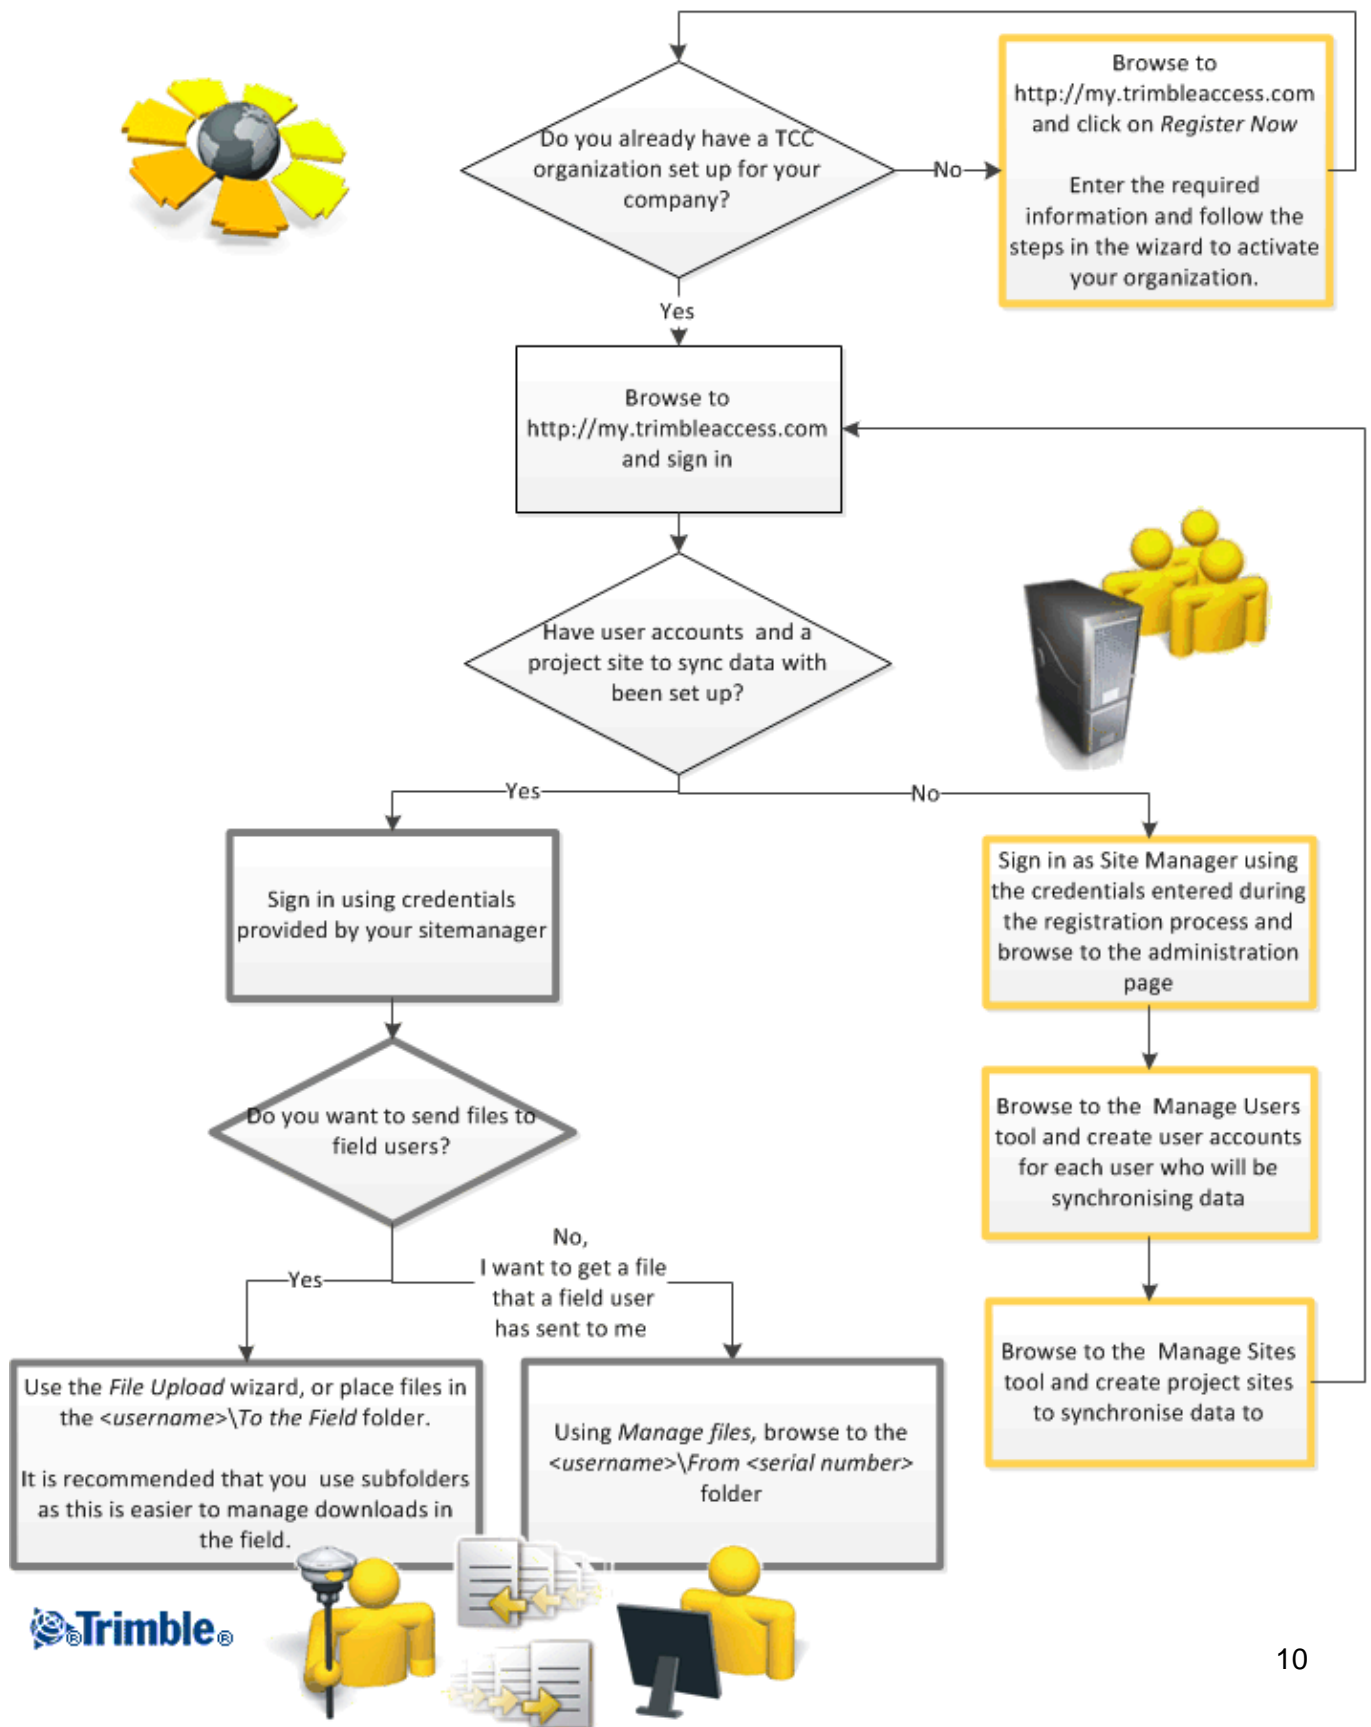 Do you already have a TCC
organization set up for your
company?
No
Browse to
http://my.trimbleaccess.com
and click on Register Now
Enter the required
information and follow the
steps in the wizard to activate
your organization.
Yes
Browse to
http://my.trimbleaccess.com
and sign in
Have user accounts and a
project site to sync data with
been set up?
Yes
No
Sign in using credentials
provided by your sitemanager
Sign in as Site Manager using
the credentials entered during
the registration process and
browse to the administration
page
Do you want to send files to
field users?
Browse to the Manage Users
tool and create user accounts
for each user who will be
synchronising data
Yes
No,
I want to get a file
that a field user
has sent to me
Browse to the Manage Sites
tool and create project sites
to synchronise data to
Use the File Upload wizard, or place files in
the <username>\To the Field folder.
It is recommended that you use subfolders
as this is easier to manage downloads in
the field.
Using Manage files, browse to the
<username>\From <serial number>
folder
®Trimble®
10